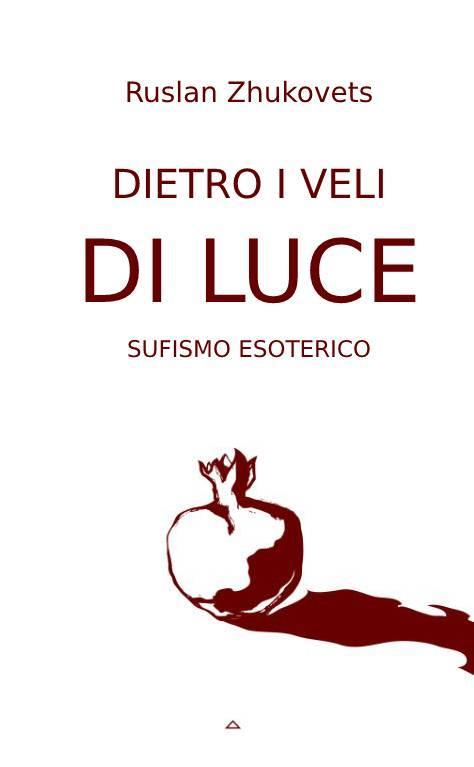 Ruslan Zhukovets
DIETRO I VELI
DI LUCE
SUFISMO ESOTERICO